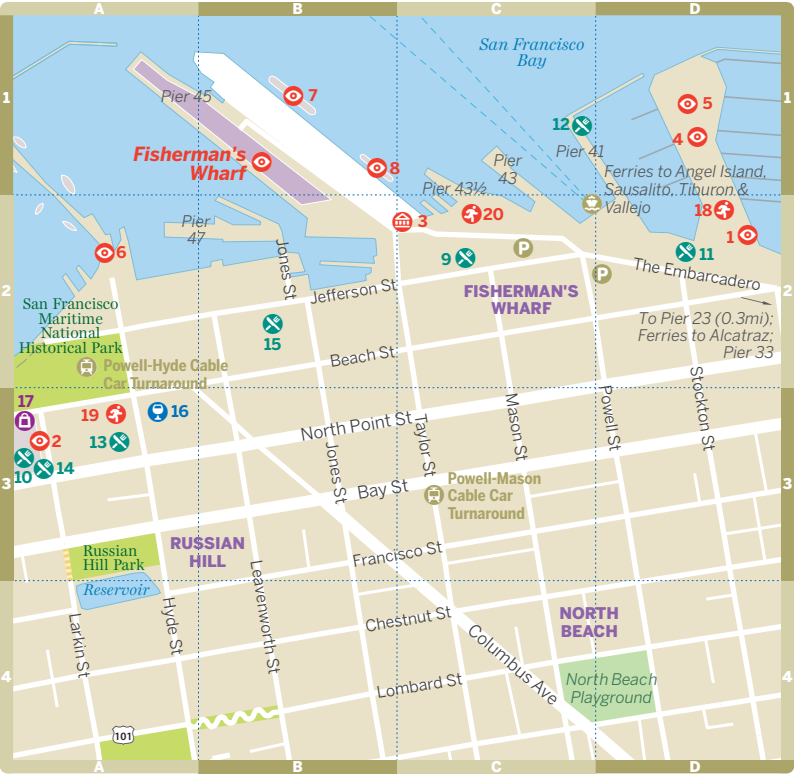 A
B
C
D
San Francisco
Bay
1
1
Pier 45
7
5
12
4
Pier 41
Fisherman's
Wharf
8
Pier
43
Pier 43½
Ferries to Angel Island,
Sausalito, Tiburon &
Vallejo
18
20
3
Pier
47
1
6
9
P
11
P
The Embarcadero
2
2
Jones St
Jefferson St
FISHERMAN'S
WHARF
San Francisco
Maritime
National
Historical Park
15
To Pier 23 (0.3mi);
Ferries to Alcatraz;
Pier 33
Beach St
Powell-Hyde Cable
Car Turnaround
17
19
16
2
13
10
14
North Point St
Taylor St
Mason St
Powell St
Stockton St
Jones St
3
3
Bay St
Powell-Mason
Cable Car
Turnaround
Russian
Hill Park
RUSSIAN
HILL
Francisco St
Reservoir
Leavenworth St
Hyde St
Larkin St
Chestnut St
NORTH
BEACH
Columbus Ave
4
4
Lombard St
North Beach
Playground
101
A
B
C
D